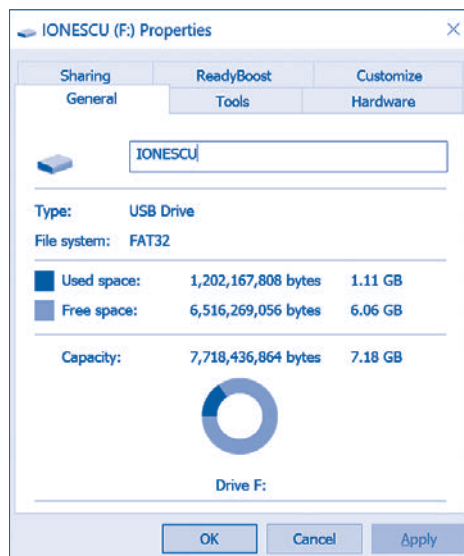 IONESCU (F:) Properties
Sharing ReadyBoost Customize
General Tools Hardware
IONESCU
Type: USB Drive
File system: FAT32
Used space: 1,202,167,808 bytes 1.11 GB
Free space: 6,516,269,056 bytes 6.06 GB
Capacity: 7,718,436,864 bytes 7.18 GB
Drive F:
OK Cancel Apply